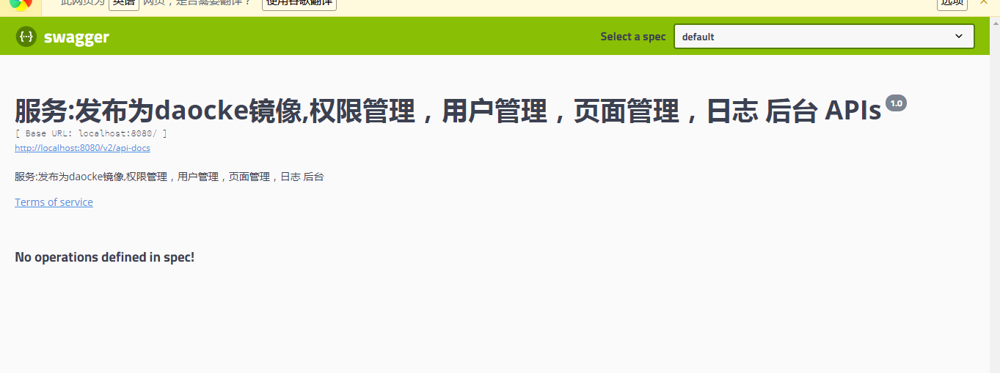 此网页为 英语 网页，是否需要翻译？ 使用谷歌翻译 选项
swagger Select a spec default
服务:发布为daocke镜像,权限管理，用户管理，页面管理，日志 后台 APIs 1.0
[ Base URL: localhost:8080/ ]
http://localhost:8080/v2/api-docs
服务:发布为daocke镜像,权限管理，用户管理，页面管理，日志 后台
Terms of service
No operations defined in spec!